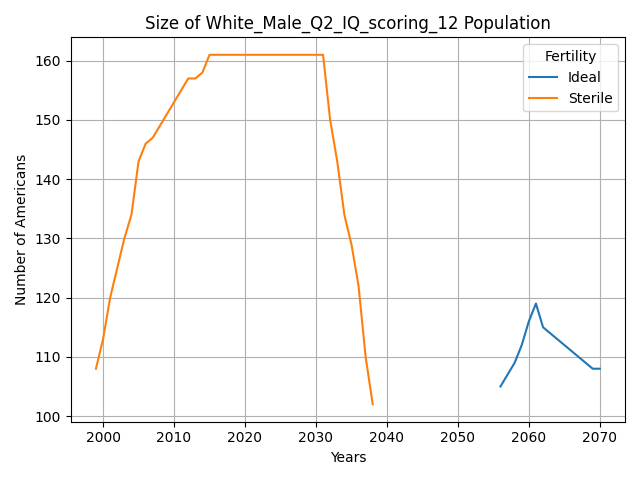 Size of White_Male_Q2_IQ_scoring_12 Population
Fertility
Ideal
Sterile
Number of Americans
160
150
140
130
120
110
100
2000 2010 2020 2030 2040 2050 2060 2070
Years